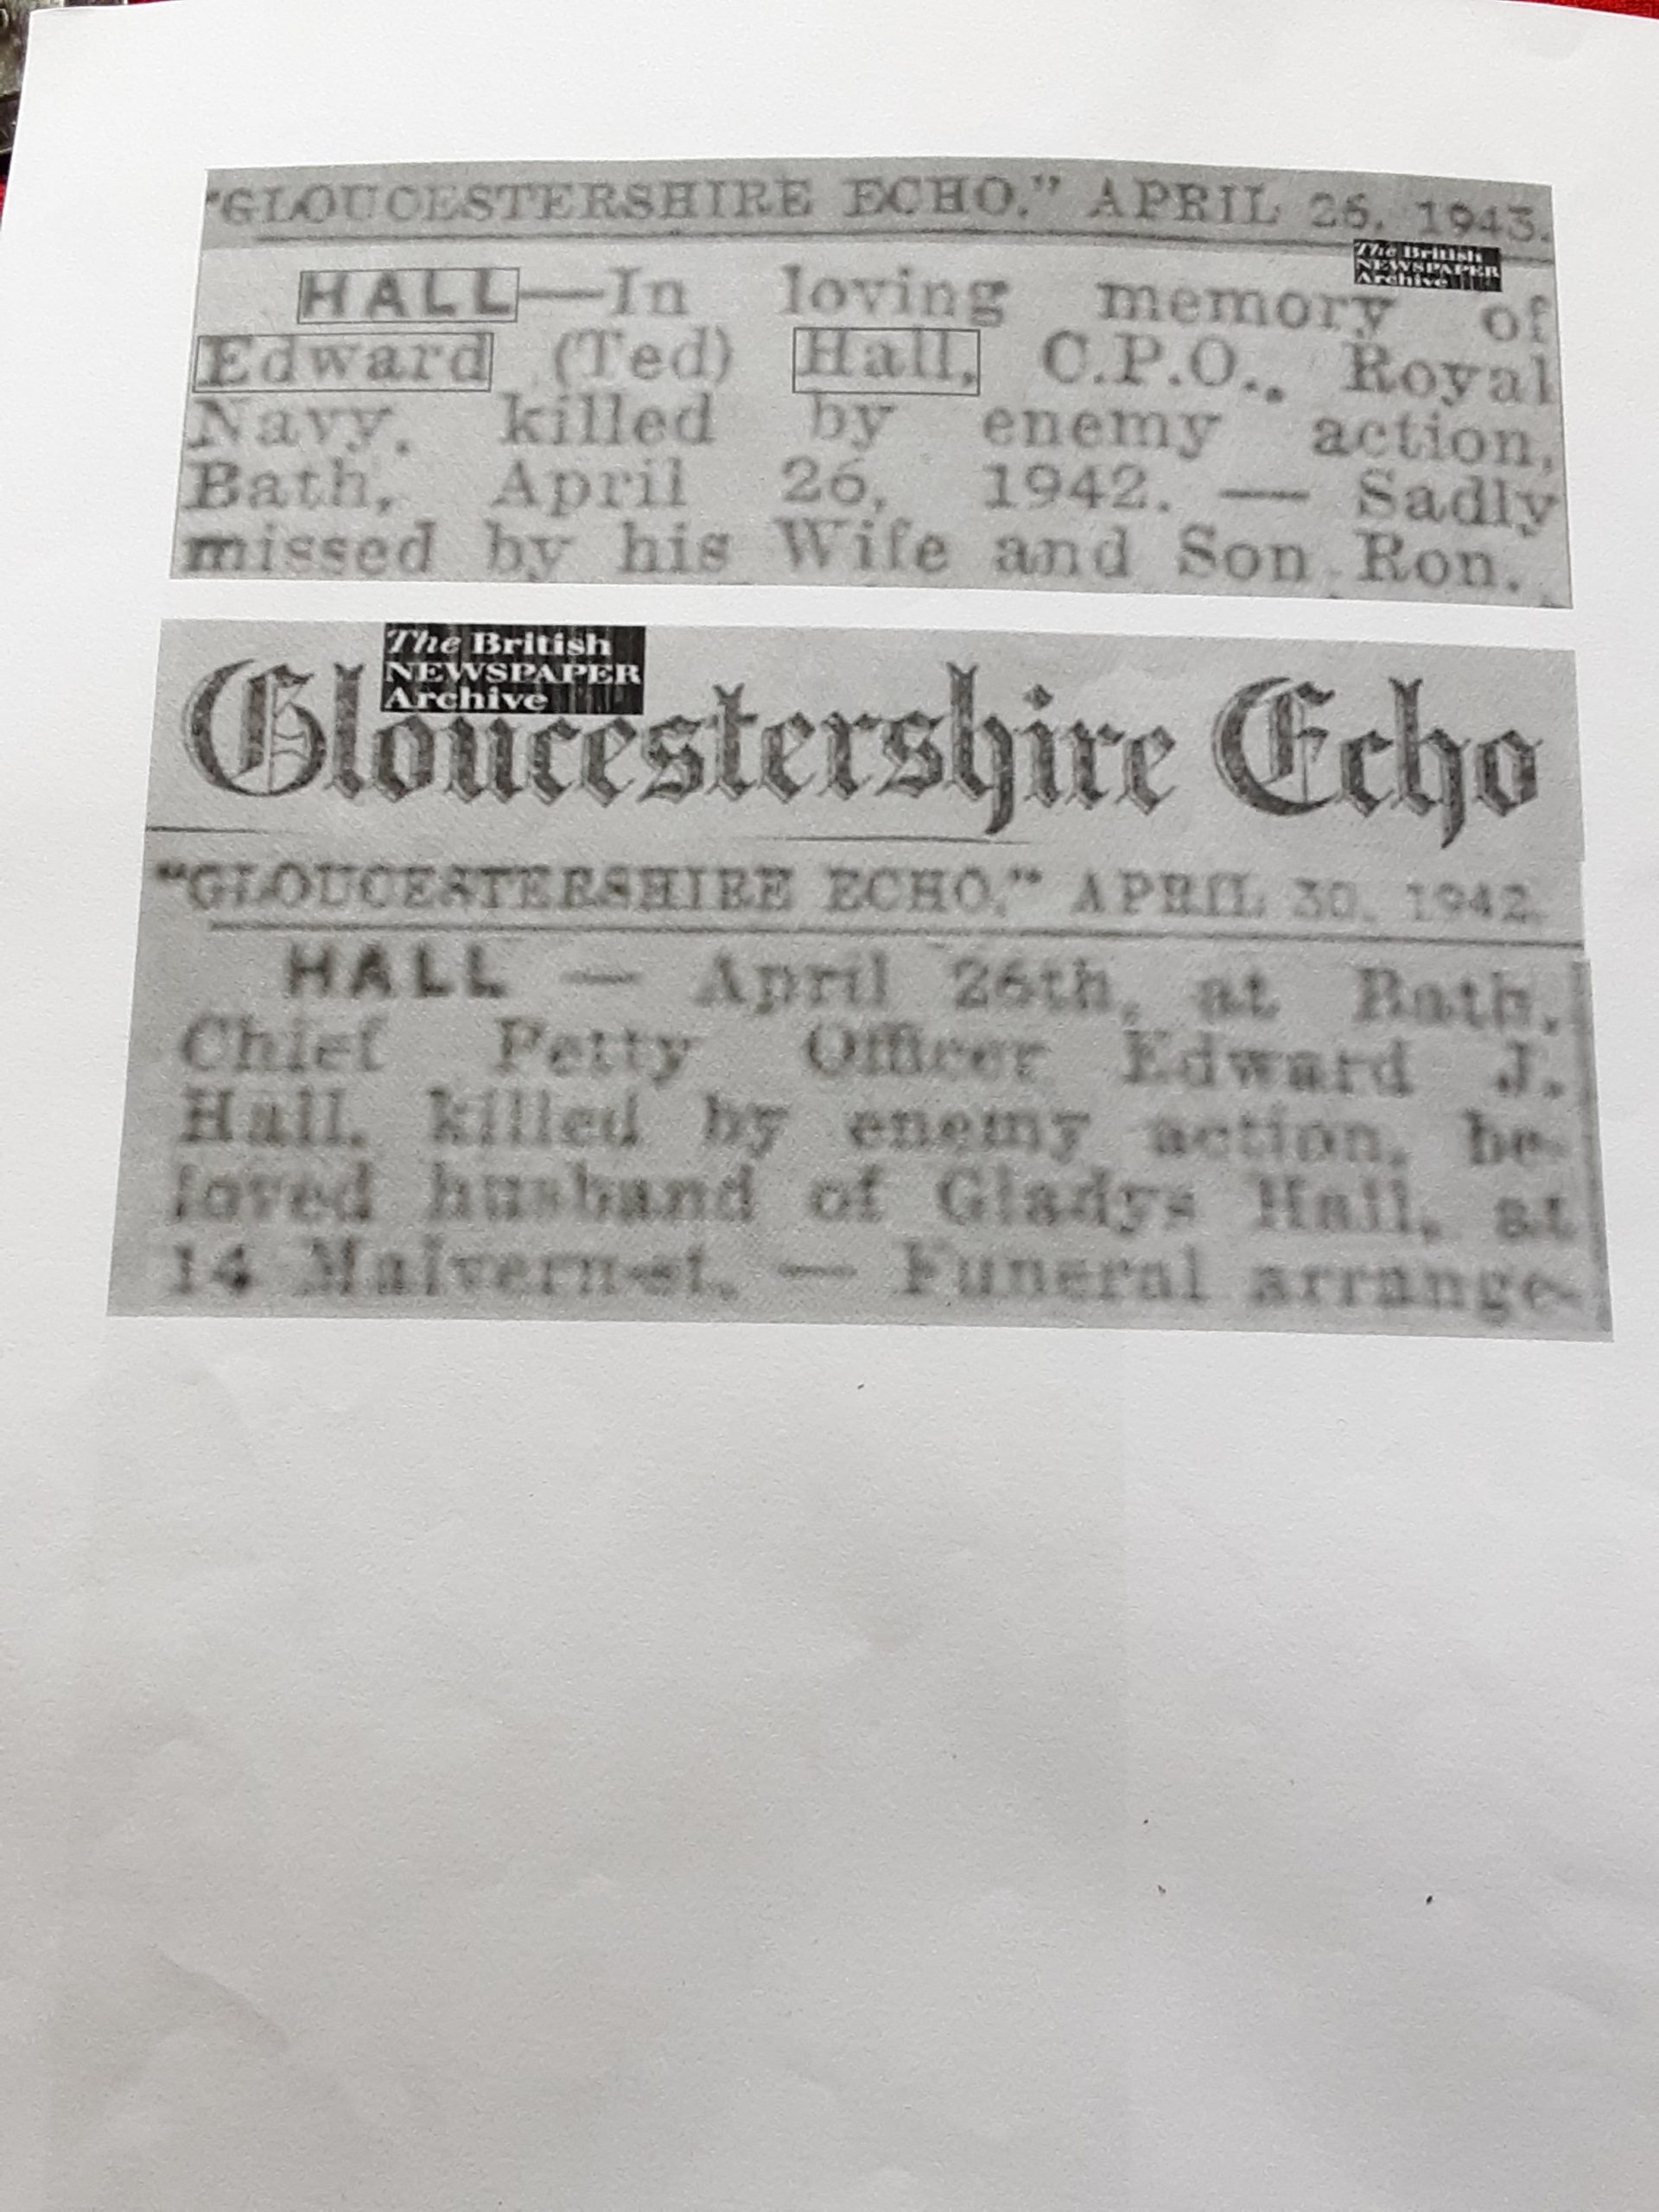 "GLOUCESTERSHIRE ECHO," APRIL 26, 1943.
The British
NEWSPAPER
Archive
HALL—In loving memory of
Edward (Ted) Hall, C.P.O., Royal
Navy, killed by enemy action,
Bath, April 26, 1942. — Sadly
missed by his Wife and Son Ron.
The British
NEWSPAPER
Archive
Gloucestershire Echo
"GLOUCESTERSHIRE ECHO," APRIL 30, 1942.
HALL — April 26th, at Bath,
Chief Petty Officer Edward J.
Hall, killed by enemy action, be-
loved husband of Gladys Hall, at
14 Malvern-st. — Funeral arrange-